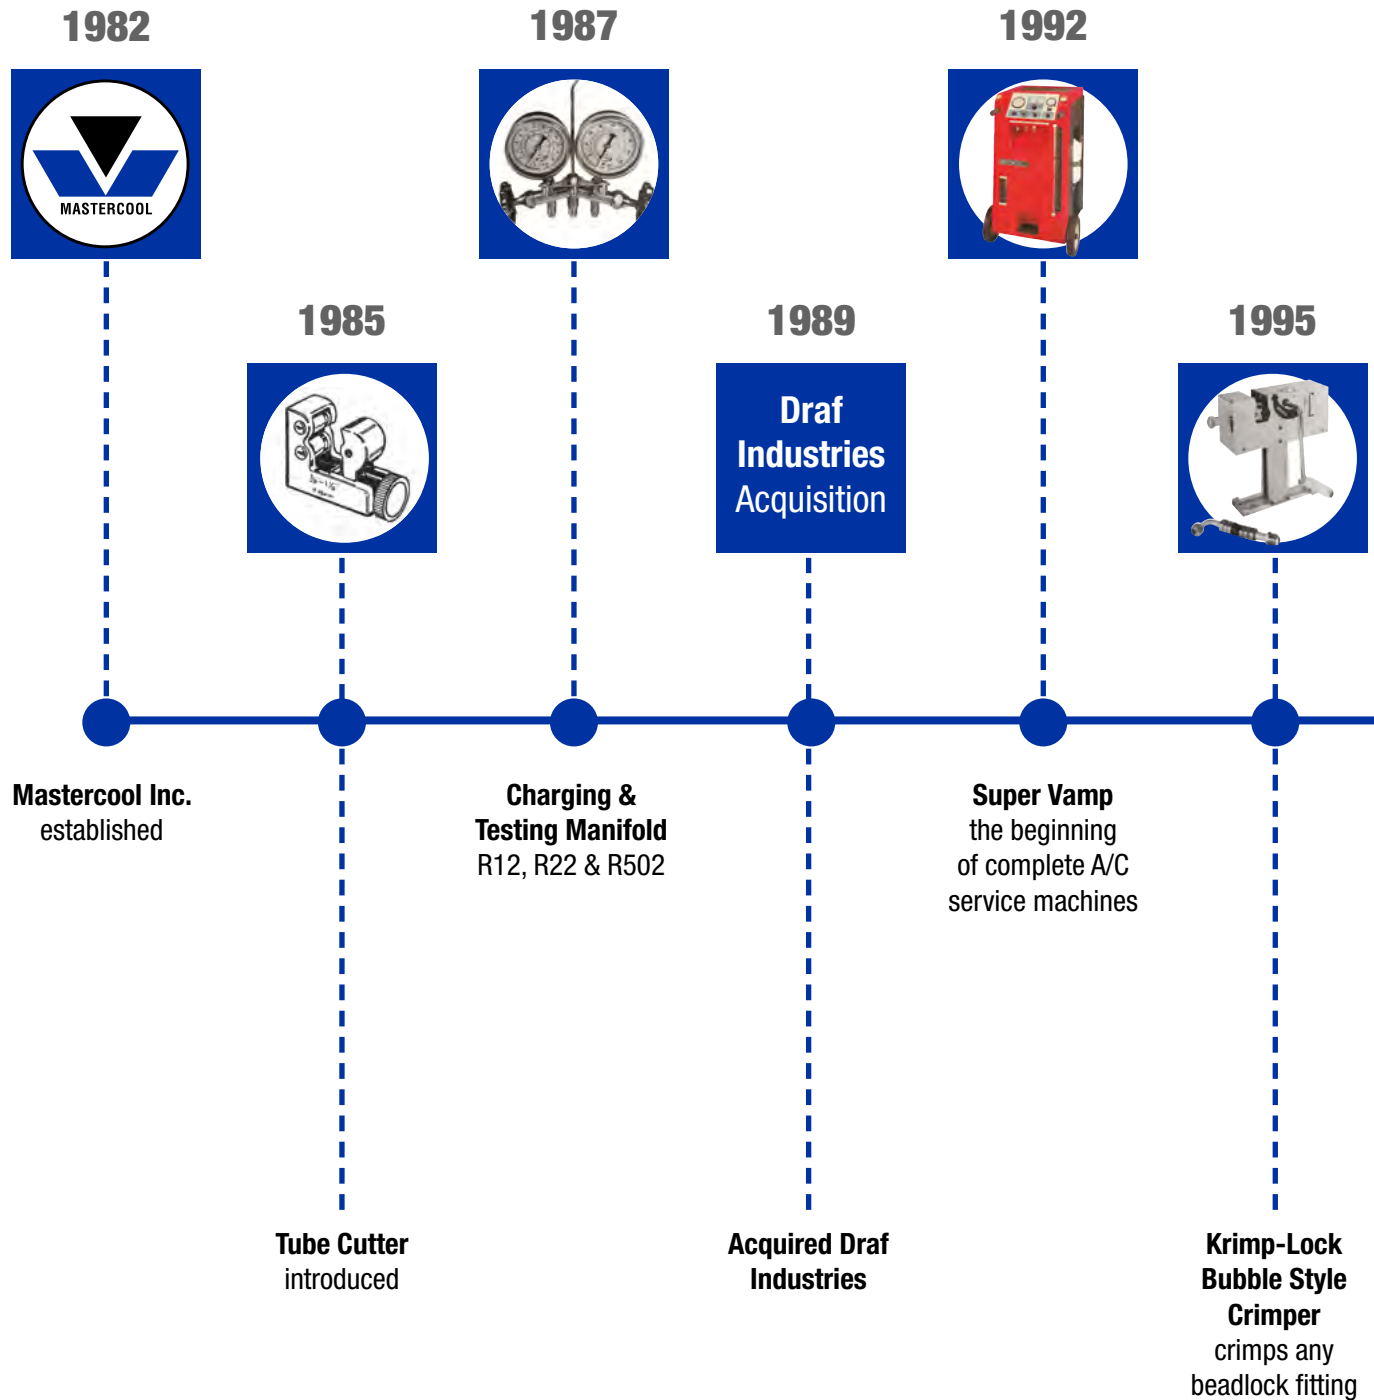 1982
1987
1992
MASTERCOOL
1985
1989
1995
Draf
Industries
Acquisition
Mastercool Inc.
established
Charging &
Testing Manifold
R12, R22 & R502
Super Vamp
the beginning
of complete A/C
service machines
Tube Cutter
introduced
Acquired Draf
Industries
Krimp-Lock
Bubble Style
Crimper
crimps any
beadlock fitting